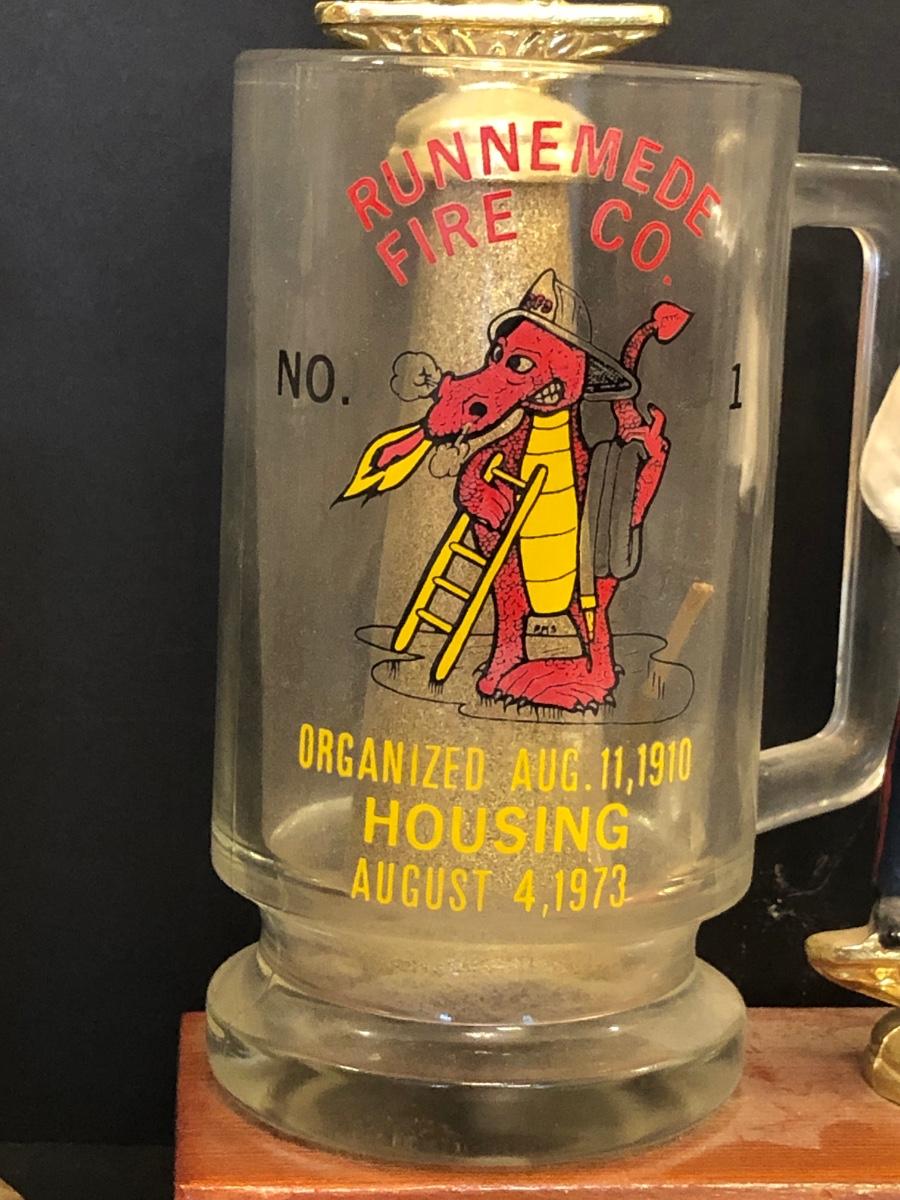 RUNNEMEDE
FIRE CO.
NO. 1
ORGANIZED AUG. 11, 1910
HOUSING
AUGUST 4, 1973